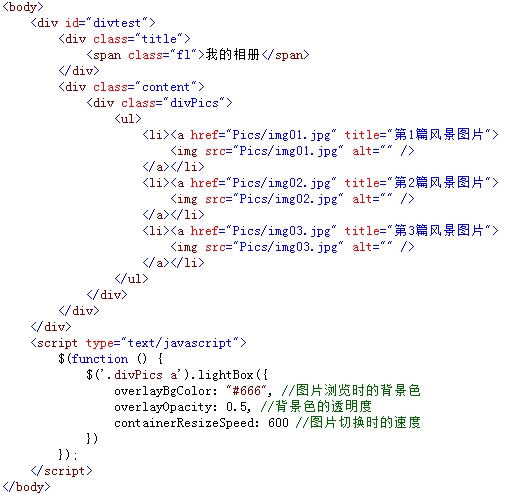 <body>
    <div id="divtest">
        <div class="title">
            <span class="fl">我的相册</span>
        </div>
        <div class="content">
            <div class="divPics">
                <ul>
                    <li><a href="Pics/img01.jpg" title="第1篇风景图片">
                        <img src="Pics/img01.jpg" alt="" />
                    </a></li>
                    <li><a href="Pics/img02.jpg" title="第2篇风景图片">
                        <img src="Pics/img02.jpg" alt="" />
                    </a></li>
                    <li><a href="Pics/img03.jpg" title="第3篇风景图片">
                        <img src="Pics/img03.jpg" alt="" />
                    </a></li>
                </ul>
            </div>
        </div>
    </div>
    <script type="text/javascript">
        $(function () {
            $('.divPics a').lightBox({
                overlayBgColor: "#666", //图片浏览时的背景色
                overlayOpacity: 0.5, //背景色的透明度
                containerResizeSpeed: 600 //图片切换时的速度
            })
        });
    </script>
</body>